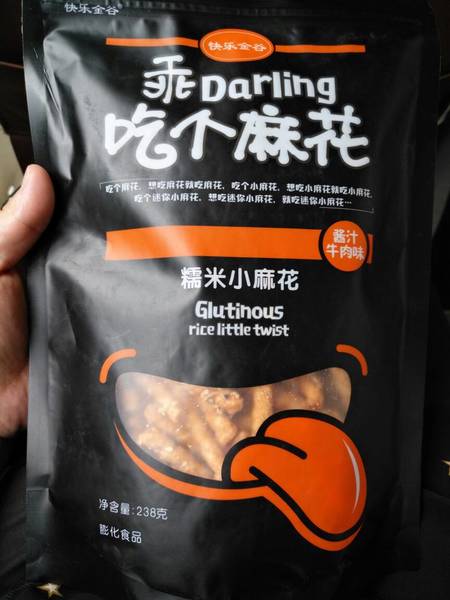 快乐金谷®
快乐金谷
乖Darling
吃个麻花
吃个麻花，想吃麻花就吃麻花，吃个小麻花，想吃小麻花就吃小麻花，
吃个迷你小麻花，想吃迷你小麻花，就吃迷你小麻花…
酱汁
牛肉味
糯米小麻花
Glutinous
rice little twist
净含量:238克
膨化食品